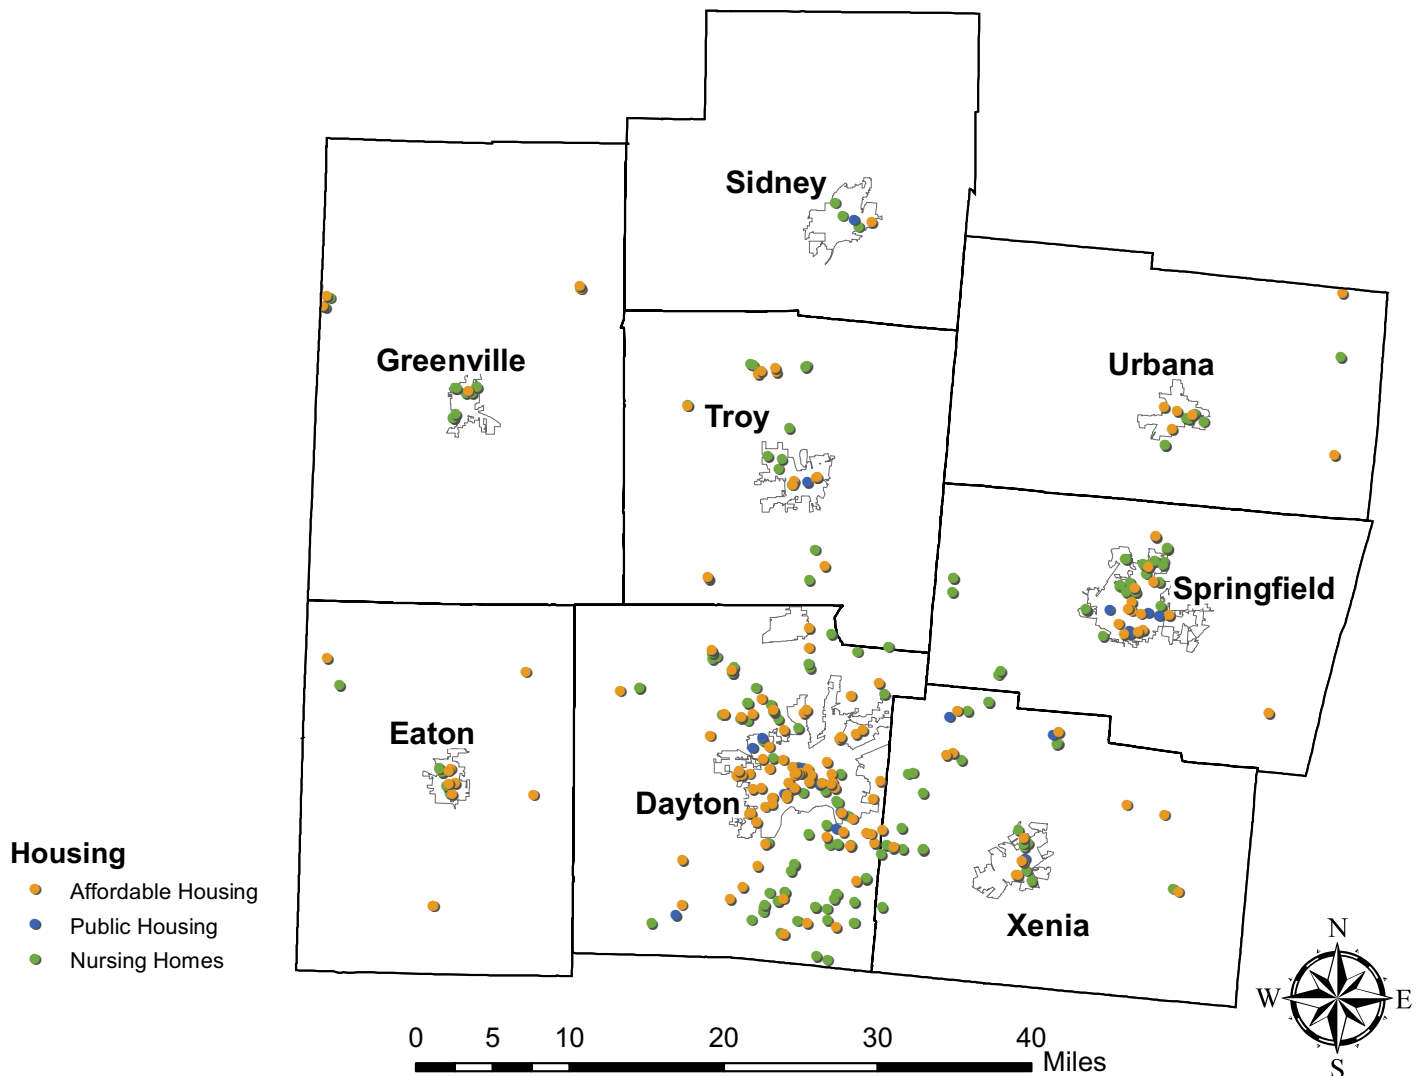 Sidney
Greenville
Urbana
Troy
Springfield
Eaton
Dayton
Xenia
Housing
Affordable Housing
Public Housing
Nursing Homes
N
W E
S
0 5 10 20 30 40
Miles